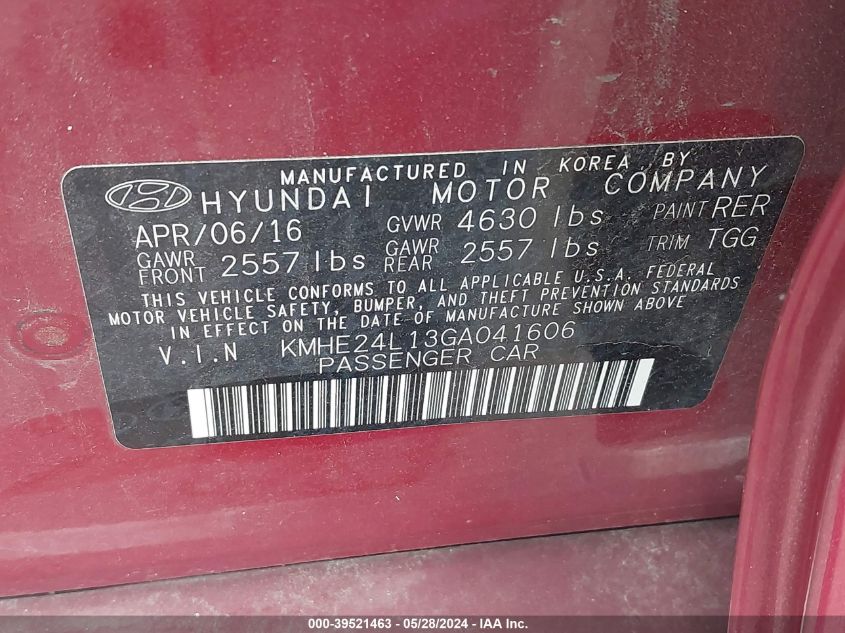 MANUFACTURED IN KOREA BY
HYUNDAI MOTOR COMPANY
APR/06/16 GVWR 4630 lbs PAINT RER
GAWR FRONT 2557 lbs GAWR REAR 2557 lbs TRIM TGG
THIS VEHICLE CONFORMS TO ALL APPLICABLE U.S.A. FEDERAL
MOTOR VEHICLE SAFETY, BUMPER, AND THEFT PREVENTION STANDARDS
IN EFFECT ON THE DATE OF MANUFACTURE SHOWN ABOVE
V.I.N KMHE24L13GA041606
PASSENGER CAR
000-39521463 - 05/28/2024 - IAA Inc.